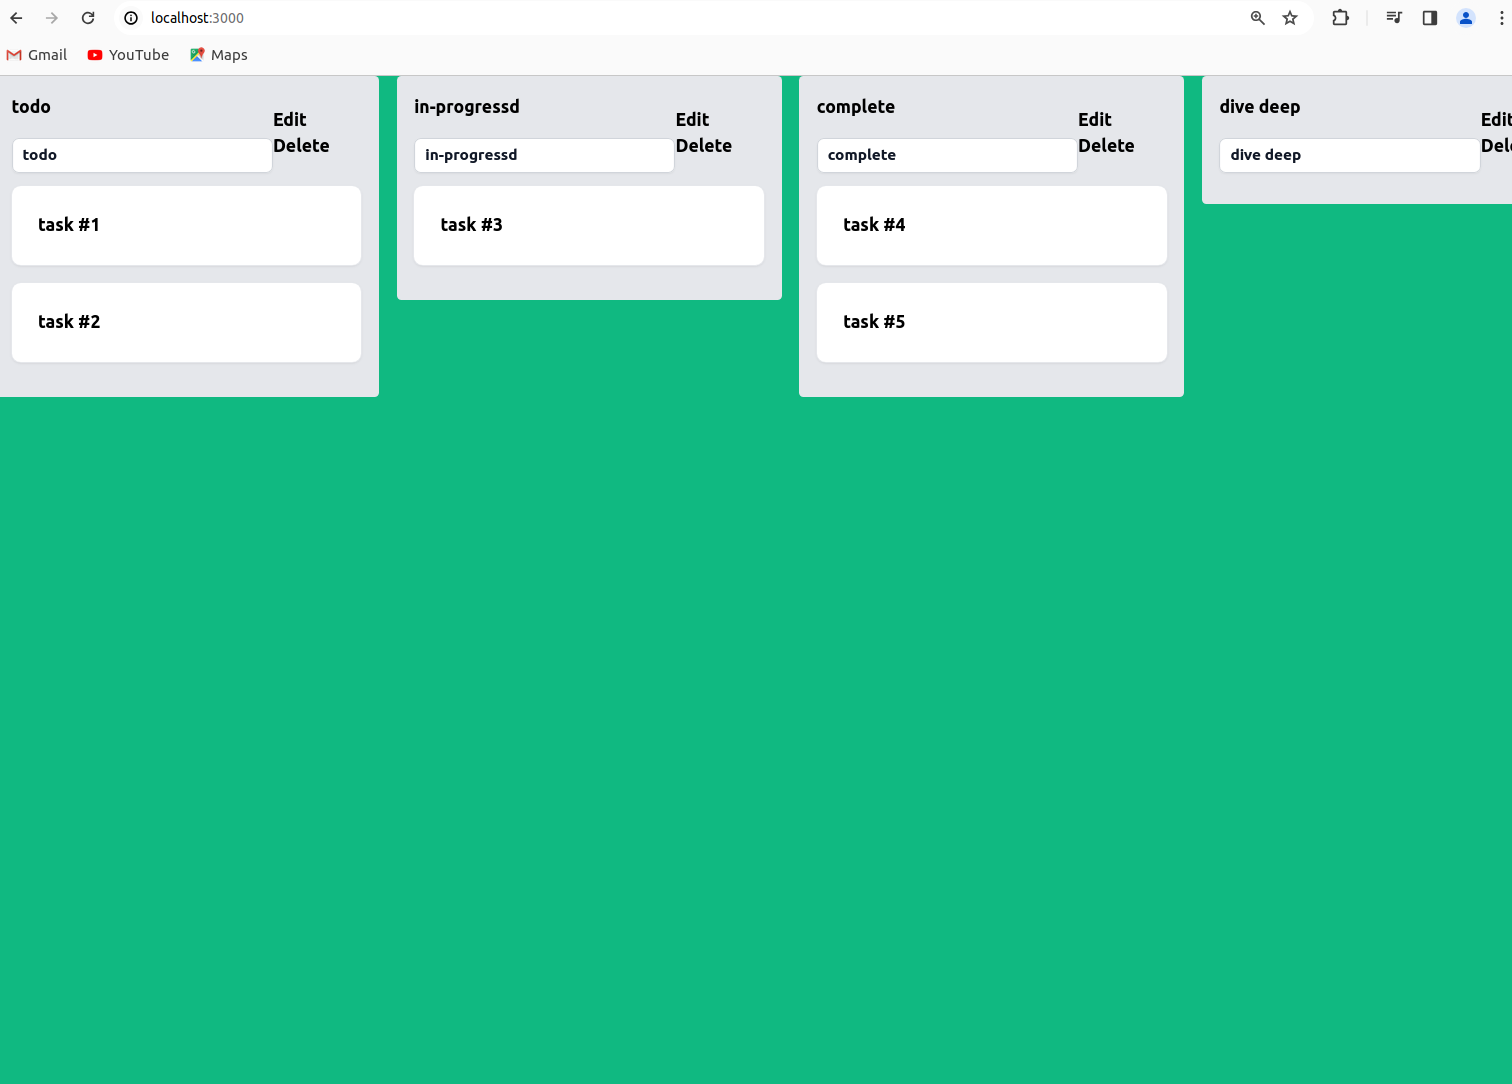 localhost:3000
Gmail YouTube Maps
todo
Edit
Delete
todo
task #1
task #2
in-progressd
Edit
Delete
in-progressd
task #3
complete
Edit
Delete
complete
task #4
task #5
dive deep
Edit
Del
dive deep